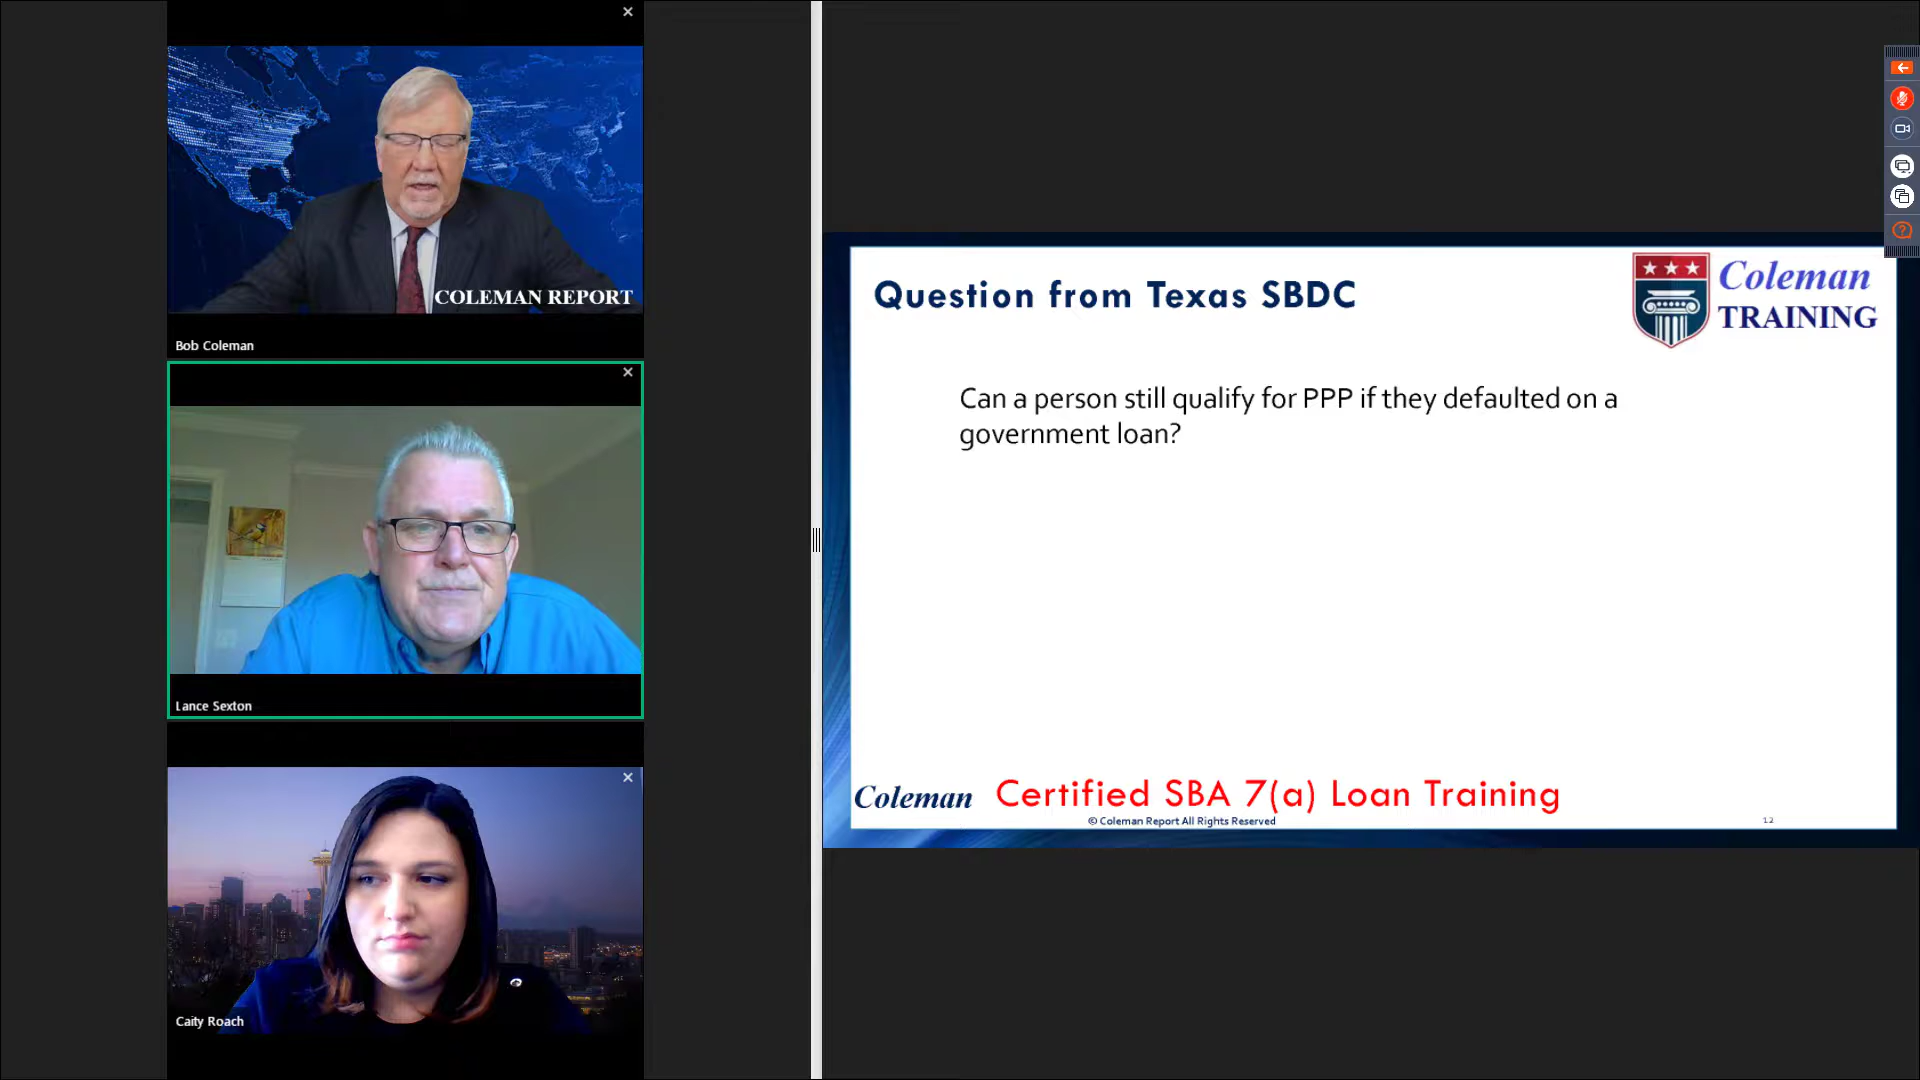 COLEMAN REPORT
Bob Coleman
Lance Sexton
Caity Roach
Question from Texas SBDC
Coleman
TRAINING
Can a person still qualify for PPP if they defaulted on a
government loan?
Coleman Certified SBA 7(a) Loan Training
© Coleman Report All Rights Reserved
12